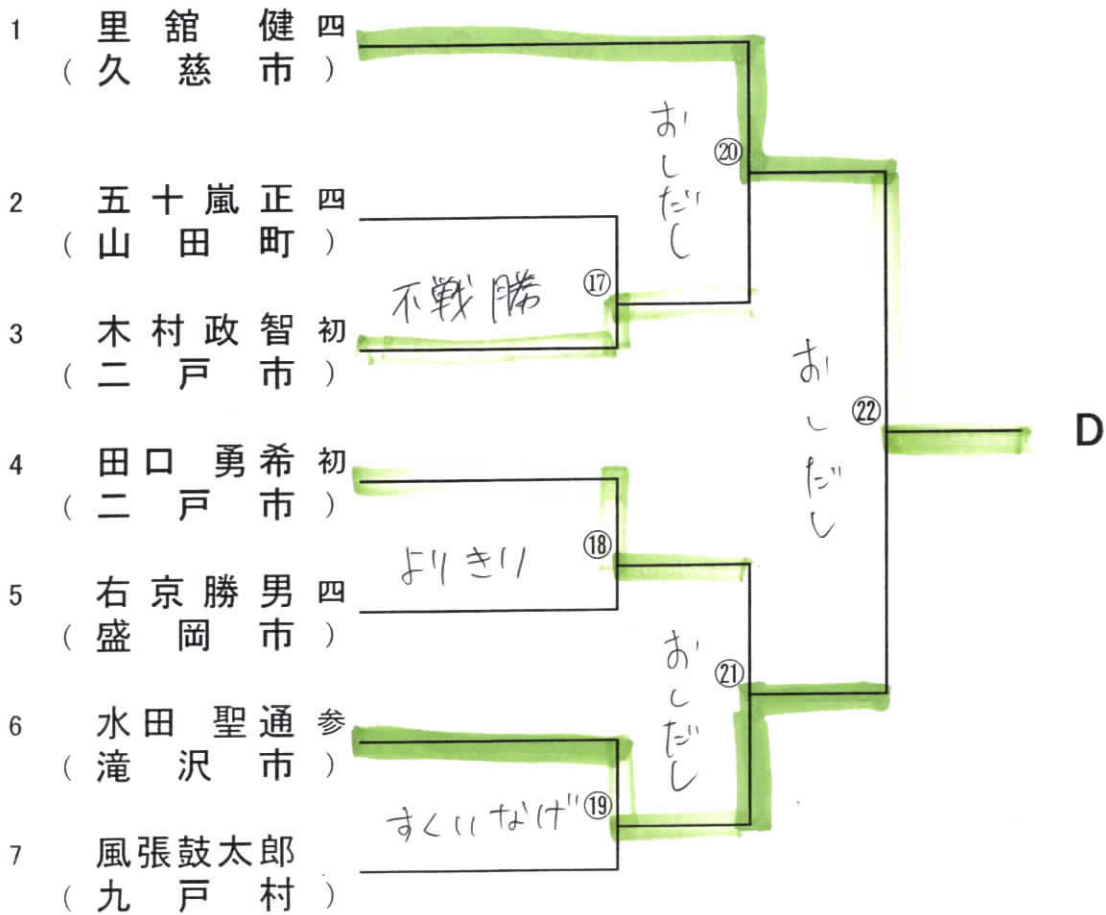 1 里舘 健 四
(久慈市)
おしだし
⑳
2 五十嵐正 四
(山田町)
不戦勝
⑰
3 木村政智 初
(二戸市)
おしだし
㉒
D
4 田口 勇希 初
(二戸市)
よりきり
⑱
5 右京勝男 四
(盛岡市)
おしだし
㉑
6 水田 聖通 参
(滝沢市)
すくいなげ
⑲
7 風張鼓太郎
(九戸村)